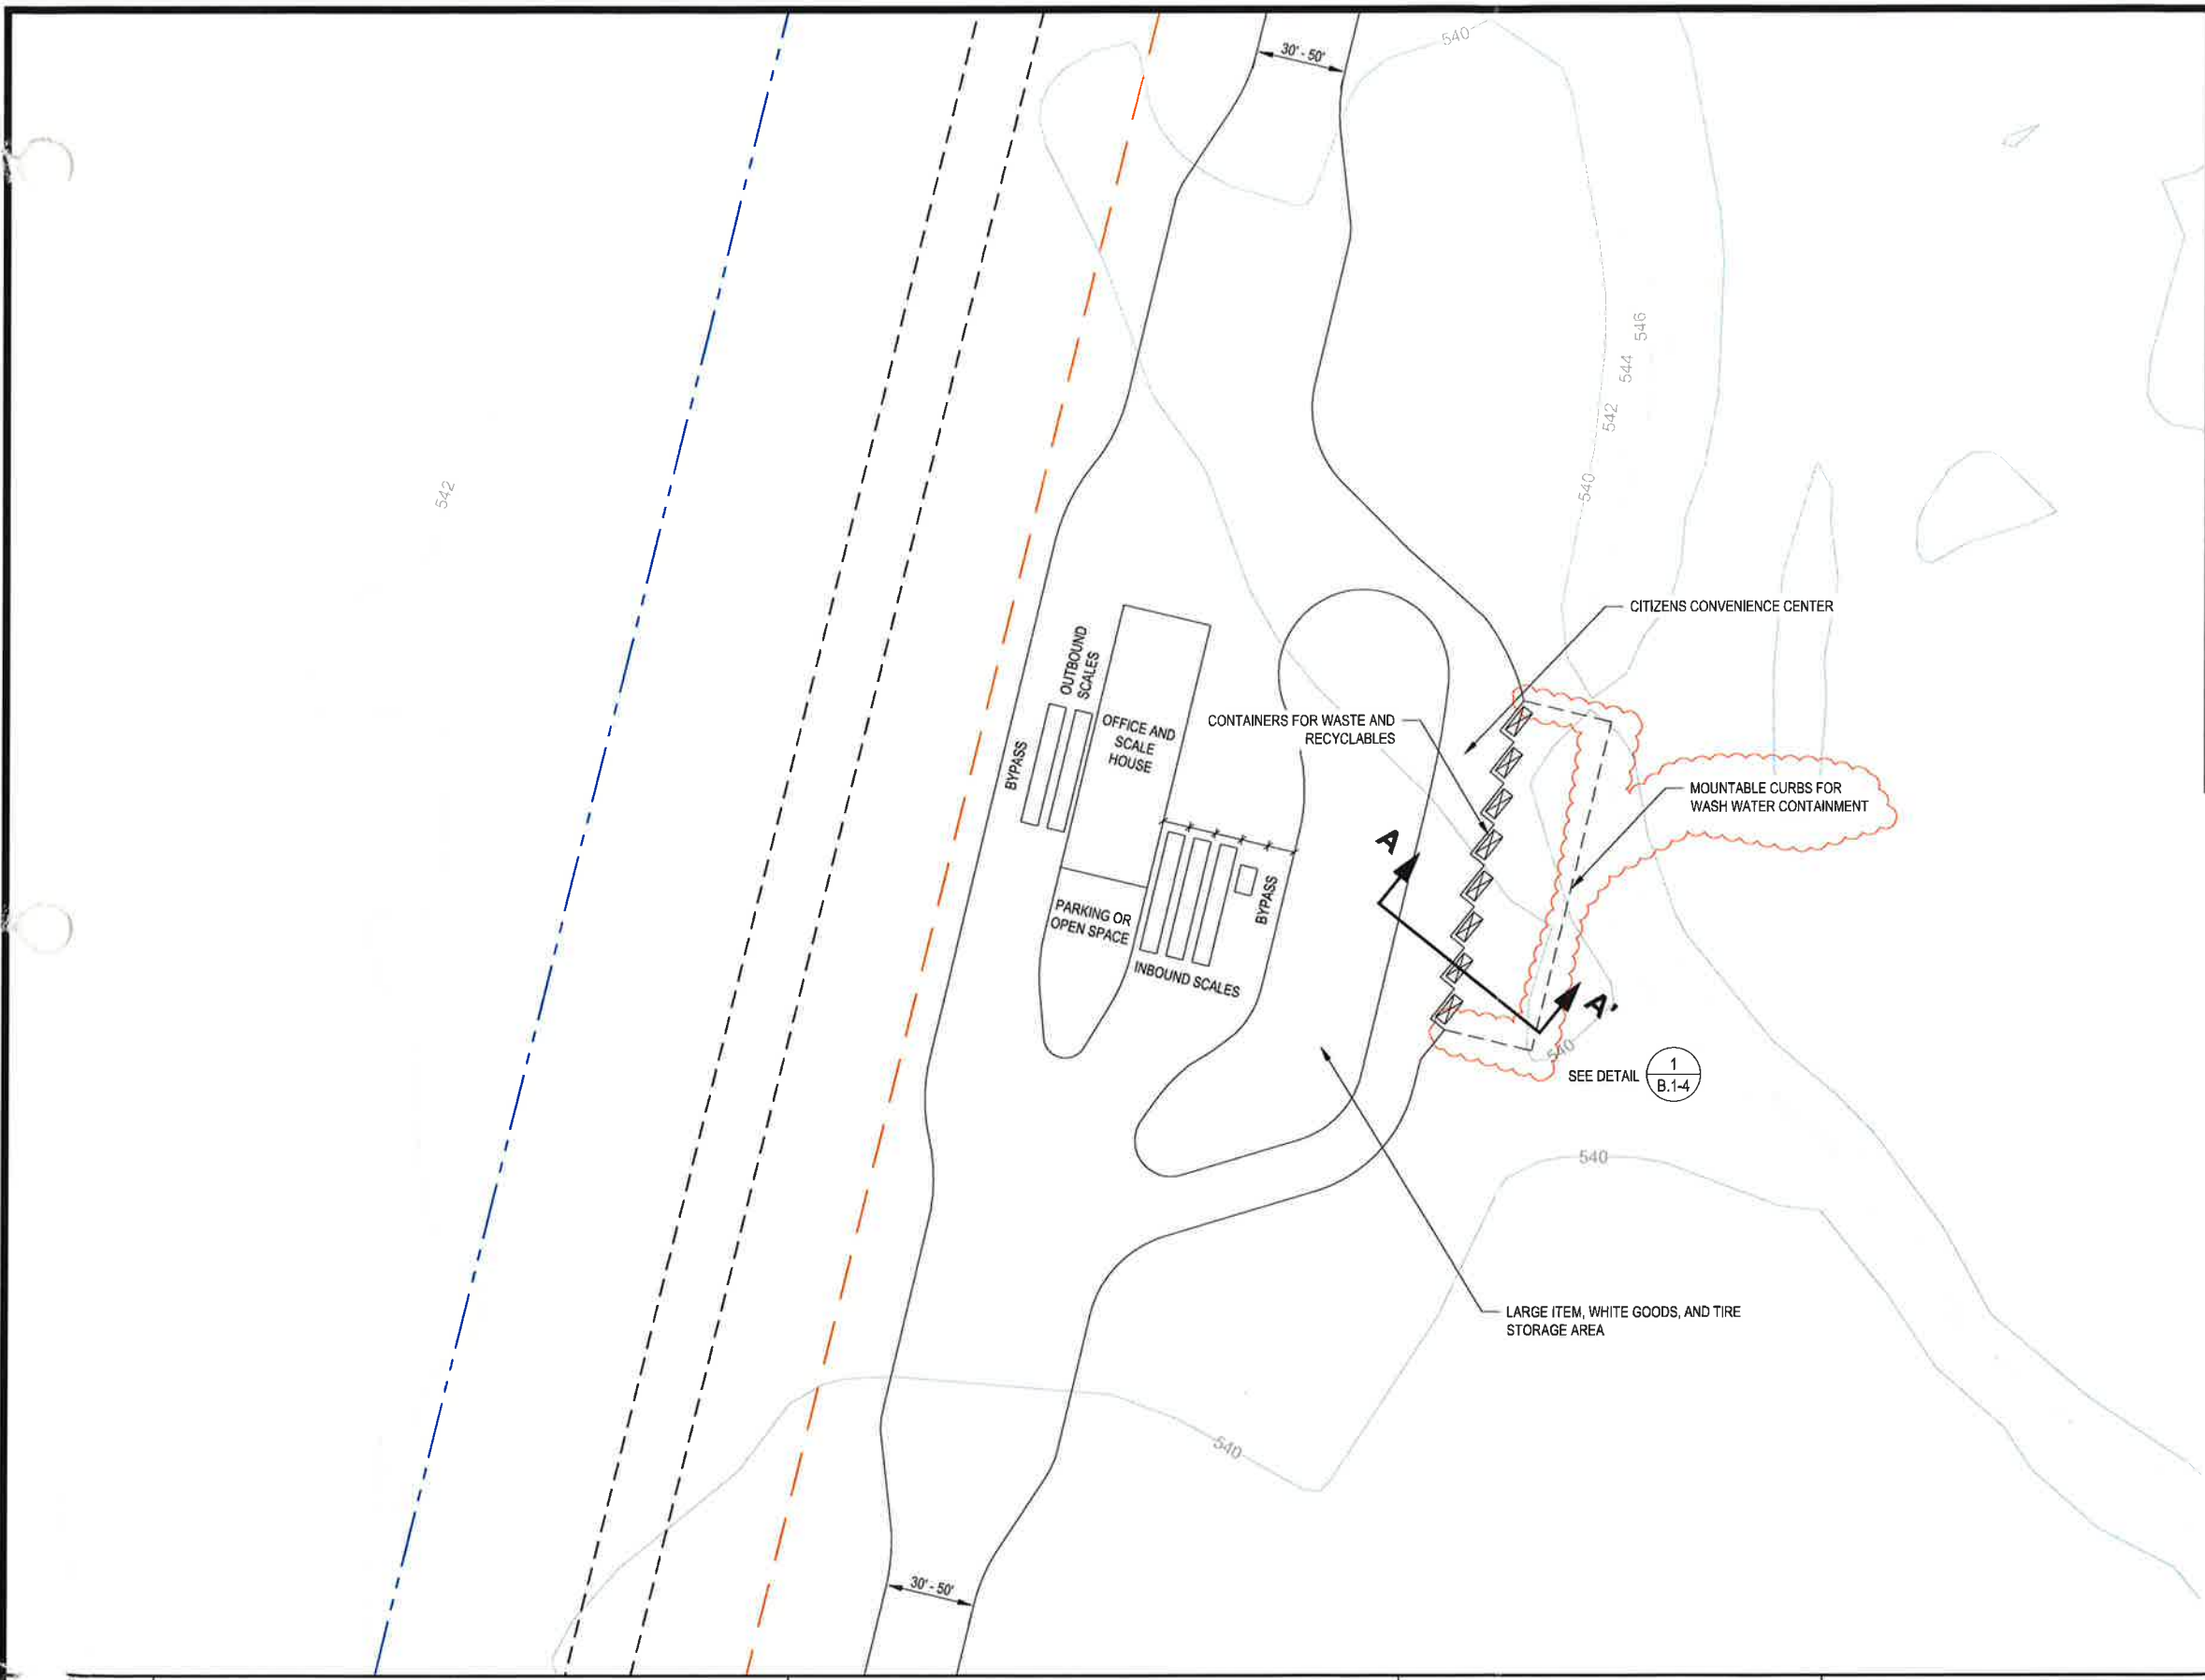 30' - 50'
540
546
544
542
542
540
CITIZENS CONVENIENCE CENTER
OUTBOUND
SCALES
OFFICE AND
SCALE
HOUSE
BYPASS
CONTAINERS FOR WASTE AND
RECYCLABLES
MOUNTABLE CURBS FOR
WASH WATER CONTAINMENT
A
BYPASS
PARKING OR
OPEN SPACE
INBOUND SCALES
A'
540
SEE DETAIL
1
B.1-4
540
LARGE ITEM, WHITE GOODS, AND TIRE
STORAGE AREA
540
30' - 50'